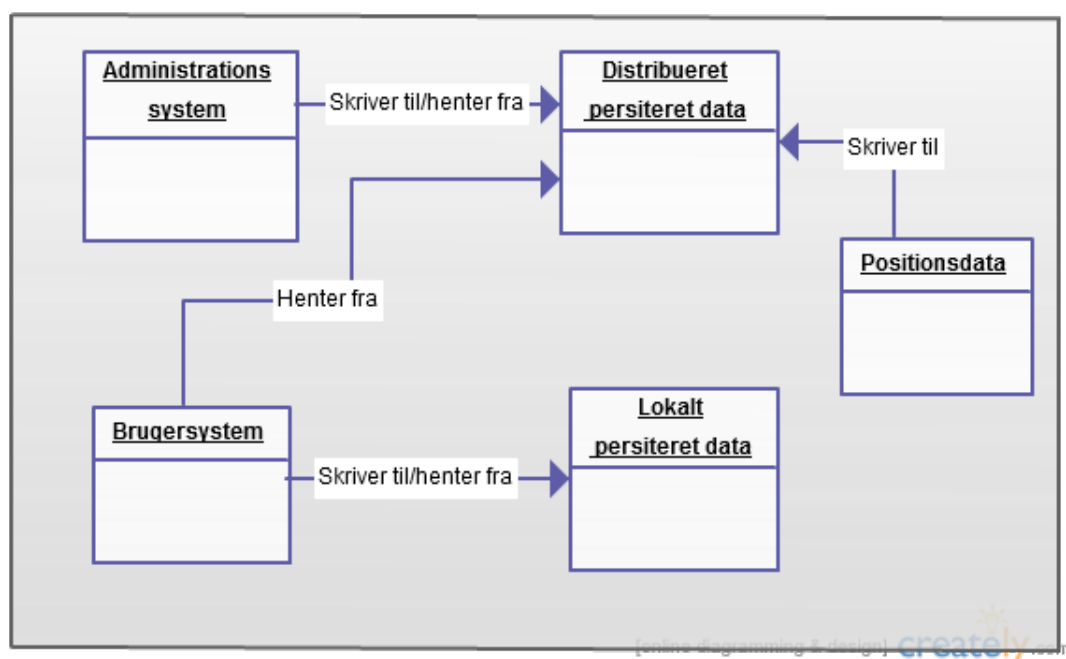 Administrations
system
Skriver til/henter fra
Distribueret
persiteret data
Skriver til
Positionsdata
Henter fra
Brugersystem
Skriver til/henter fra
Lokalt
persiteret data
[online diagramming & design] creately.com